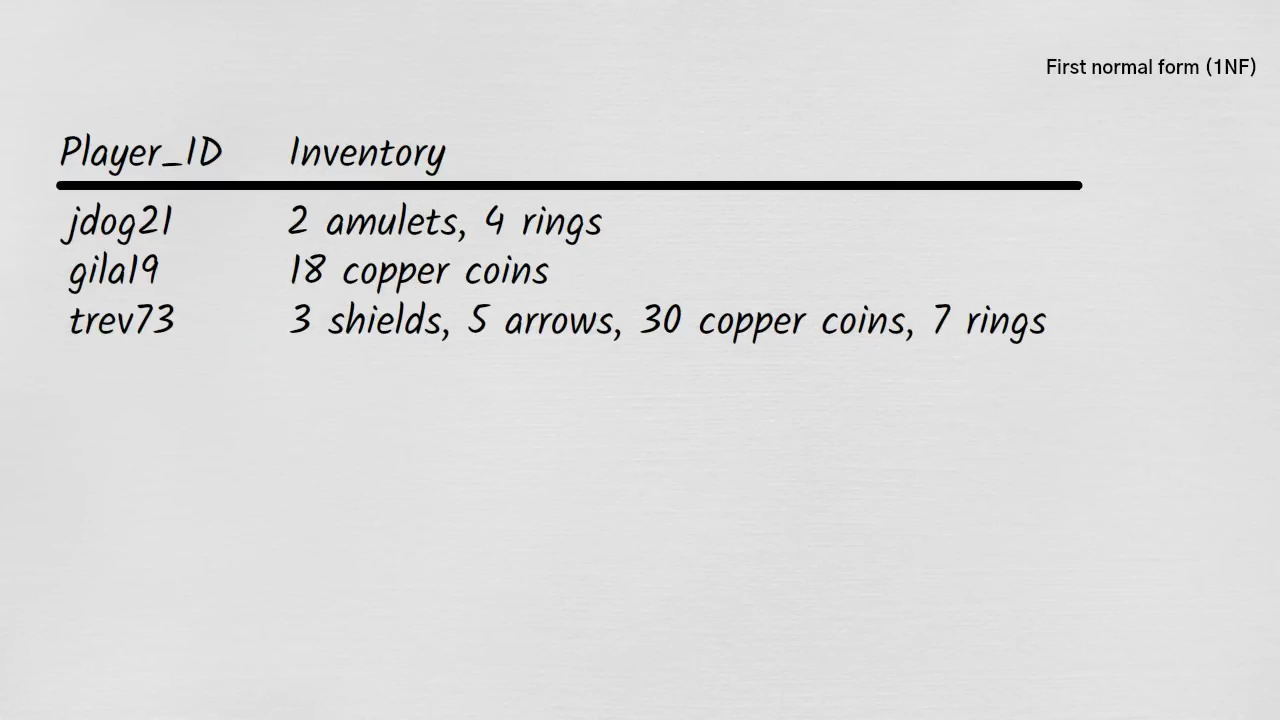 First normal form (1NF)
Player_ID Inventory
jdog21 2 amulets, 4 rings
gila19 18 copper coins
trev73 3 shields, 5 arrows, 30 copper coins, 7 rings